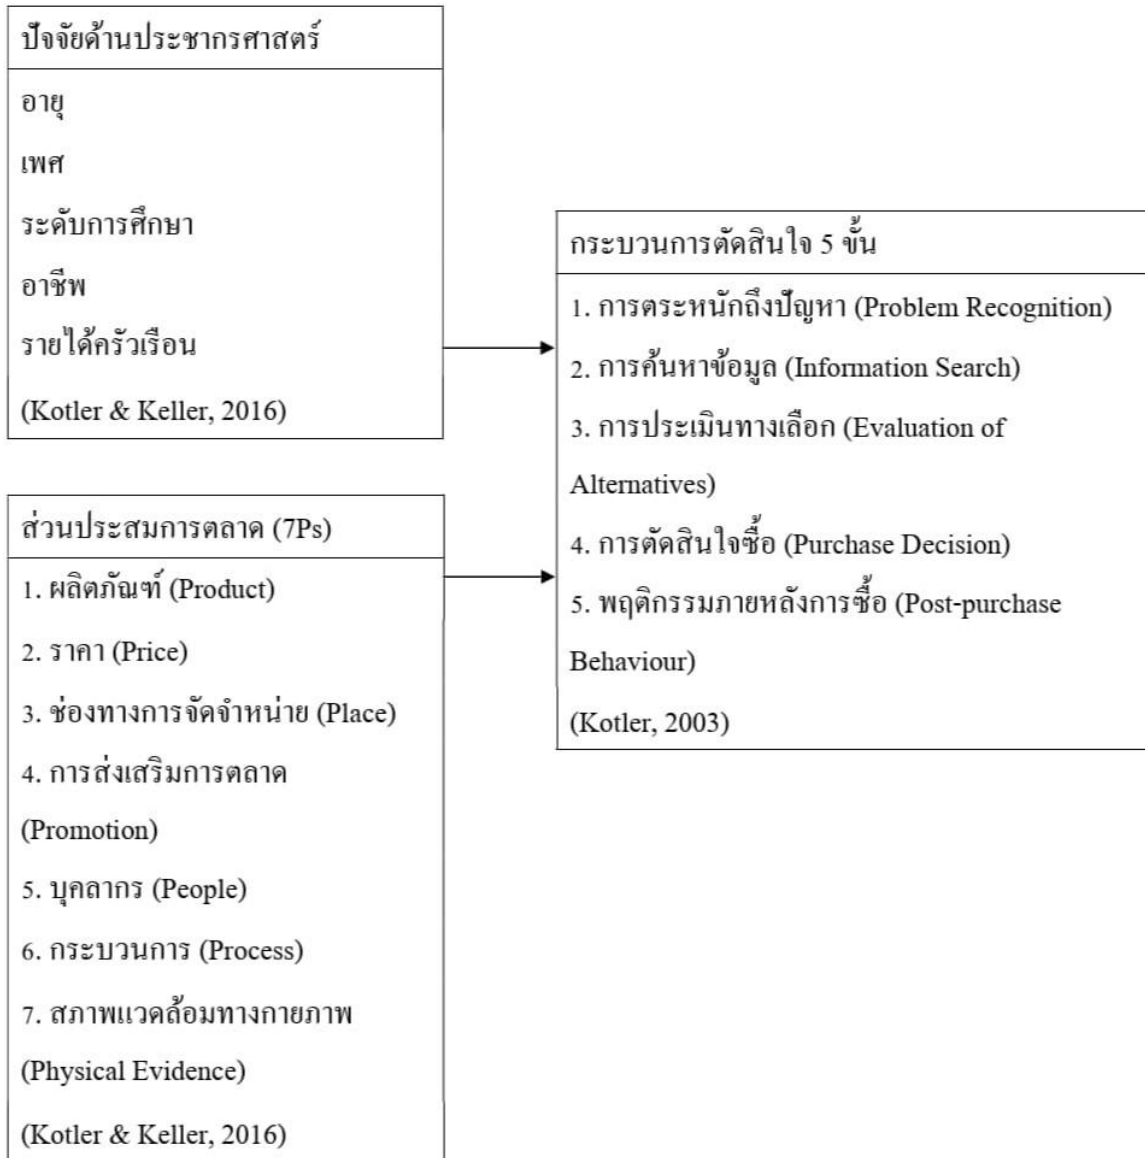 ปัจจัยด้านประชากรศาสตร์
อายุ
เพศ
ระดับการศึกษา
อาชีพ
รายได้ครัวเรือน
(Kotler & Keller, 2016)
ส่วนประสมการตลาด (7Ps)
1. ผลิตภัณฑ์ (Product)
2. ราคา (Price)
3. ช่องทางการจัดจำหน่าย (Place)
4. การส่งเสริมการตลาด
(Promotion)
5. บุคลากร (People)
6. กระบวนการ (Process)
7. สภาพแวดล้อมทางกายภาพ
(Physical Evidence)
(Kotler & Keller, 2016)
กระบวนการตัดสินใจ 5 ขั้น
1. การตระหนักถึงปัญหา (Problem Recognition)
2. การค้นหาข้อมูล (Information Search)
3. การประเมินทางเลือก (Evaluation of
Alternatives)
4. การตัดสินใจซื้อ (Purchase Decision)
5. พฤติกรรมภายหลังการซื้อ (Post-purchase
Behaviour)
(Kotler, 2003)